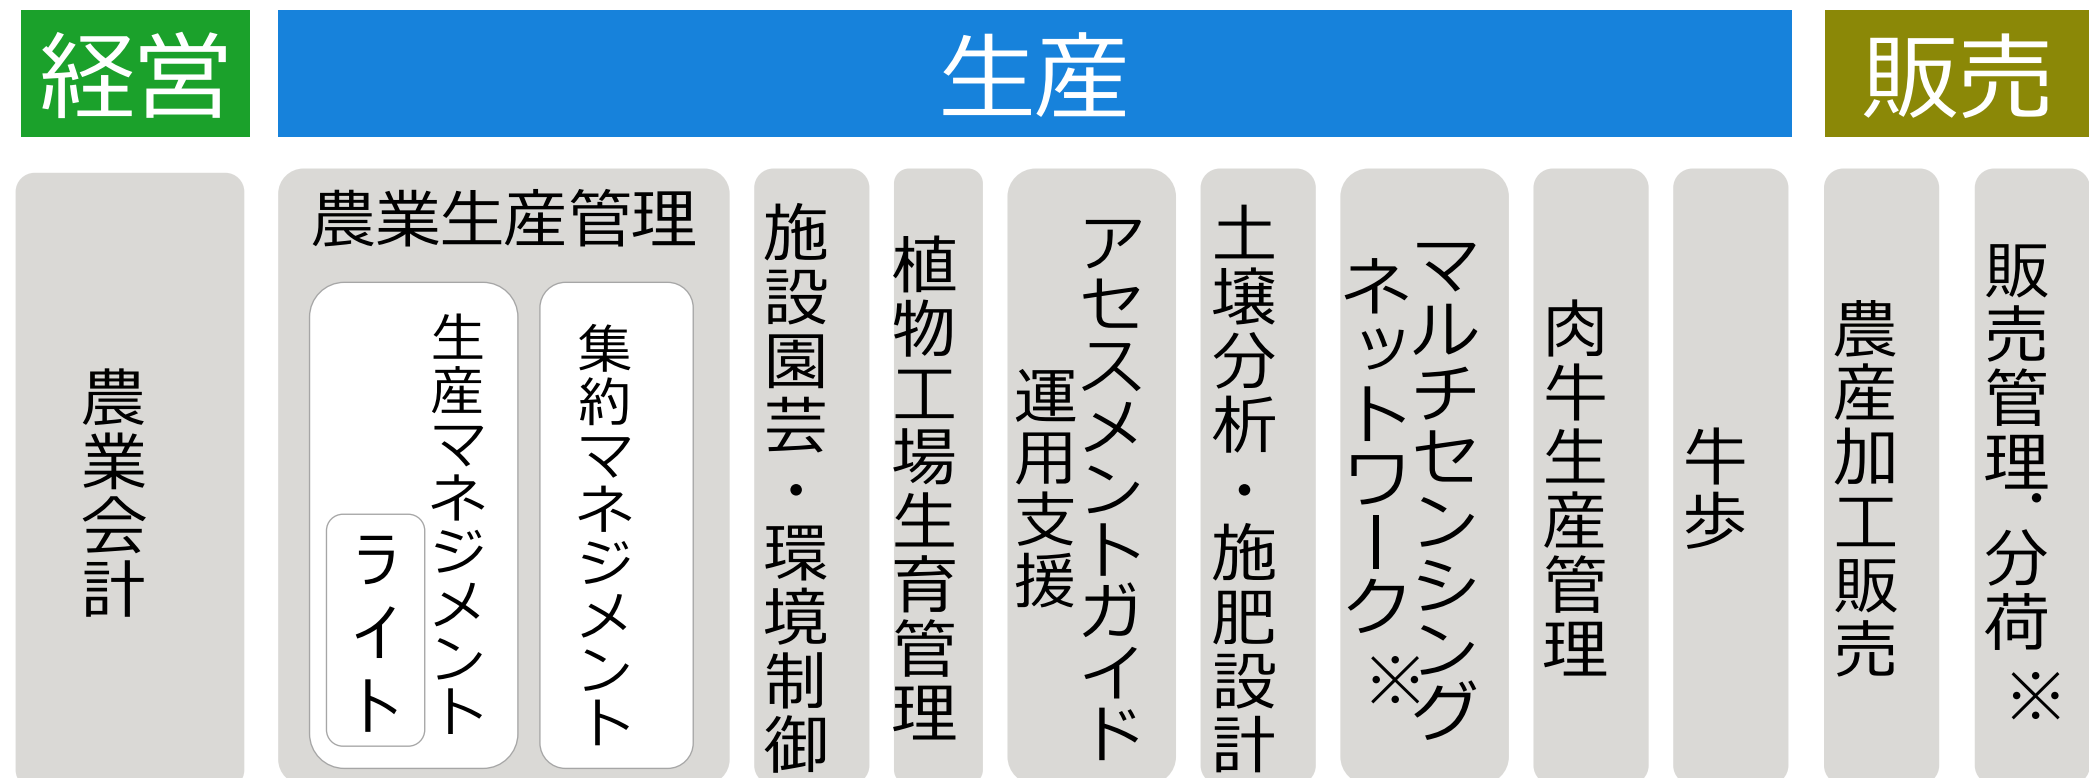 経営
生産
販売
農業会計
農業生産管理
生産マネジメント
ライト
集約マネジメント
施設園芸・環境制御
植物工場生育管理
アセスメントガイド
運用支援
土壌分析・施肥設計
マルチセンシング
ネットワーク※
肉牛生産管理
牛歩
農産加工販売
販売管理・分荷※